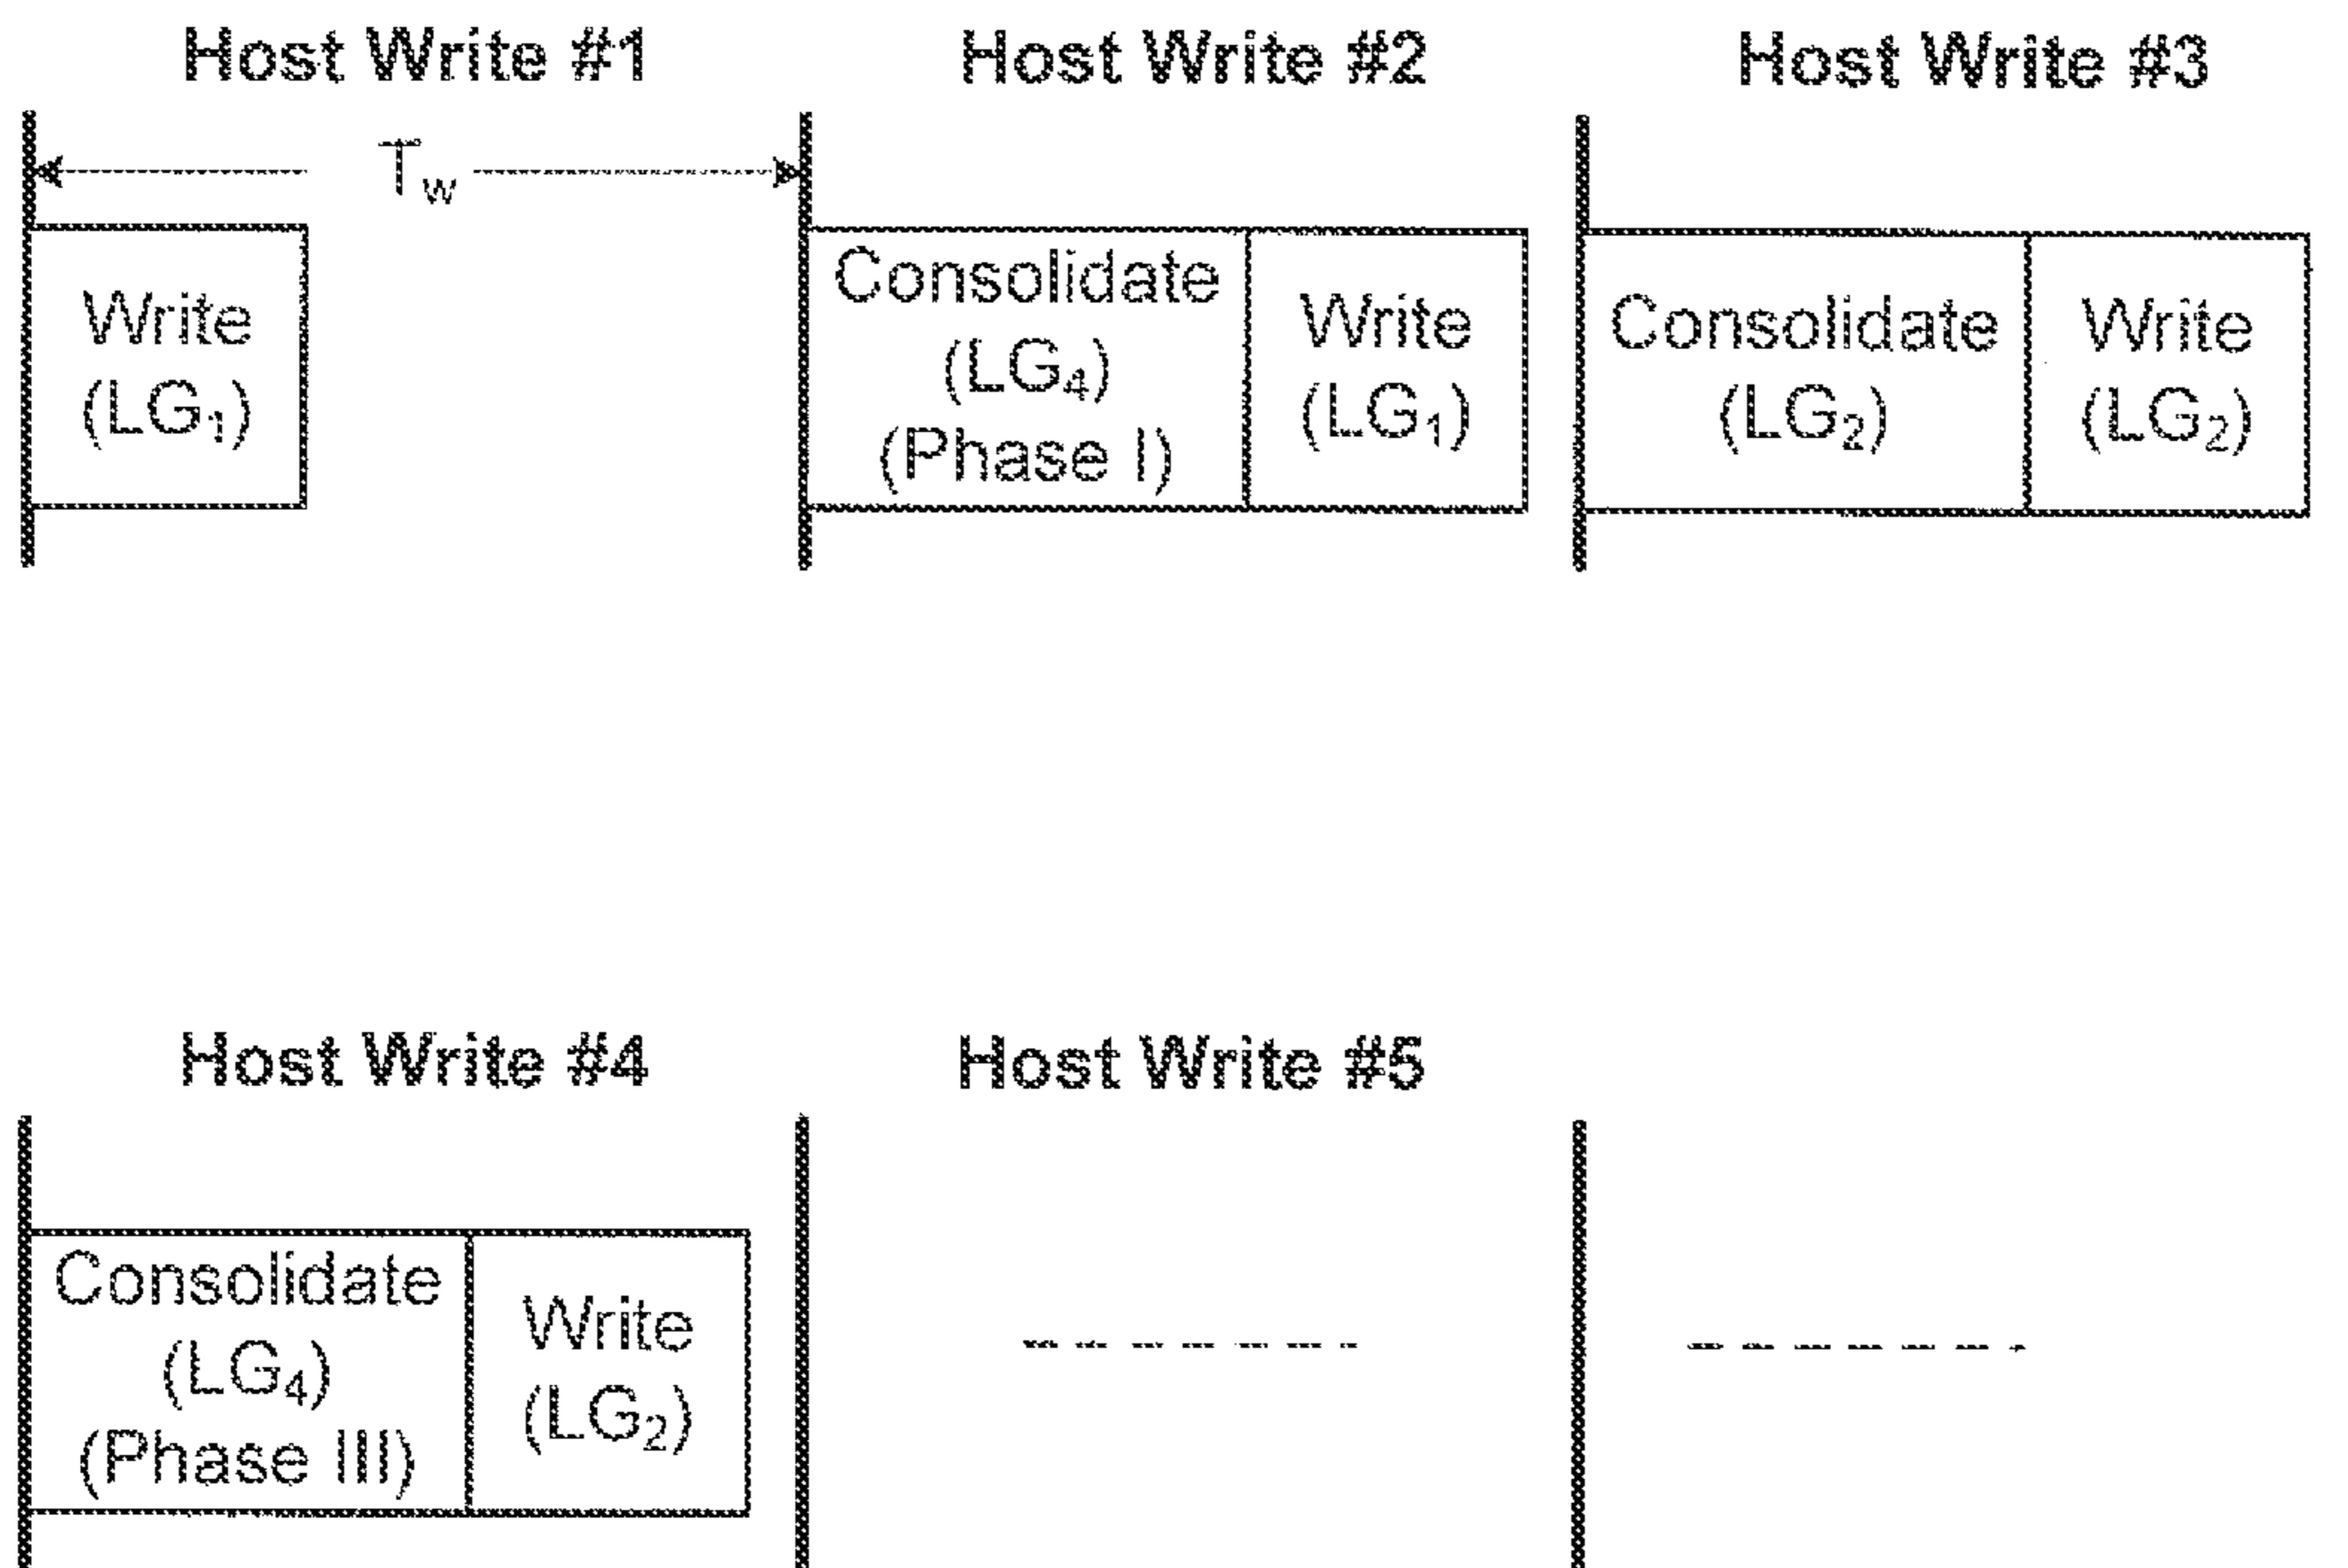 Host Write #1
Host Write #2
Host Write #3
T_w
Write
(LG₁)
Consolidate
(LG₄)
(Phase I)
Write
(LG₁)
Consolidate
(LG₂)
Write
(LG₂)
Host Write #4
Host Write #5
Consolidate
(LG₄)
(Phase III)
Write
(LG₂)